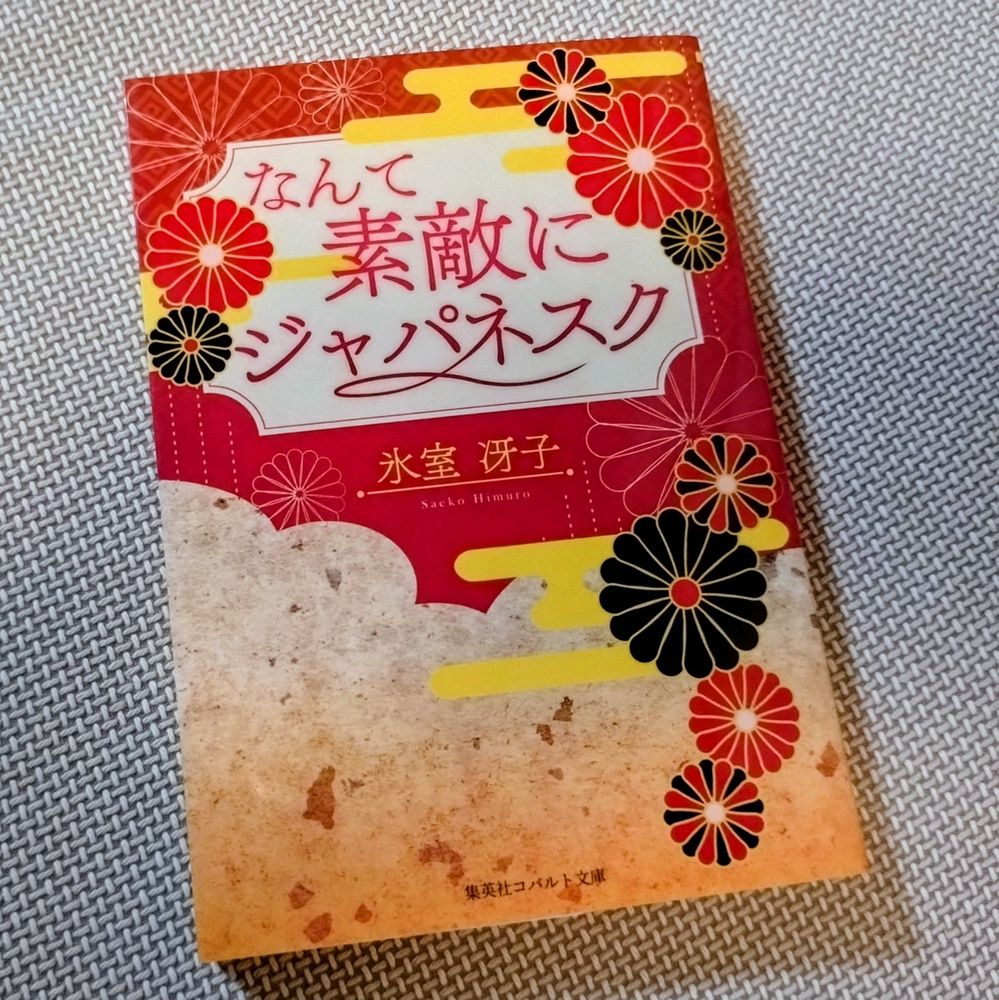 なんて
素敵に
ジャパネスク
氷室 冴子
Saeko Himuro
集英社コバルト文庫